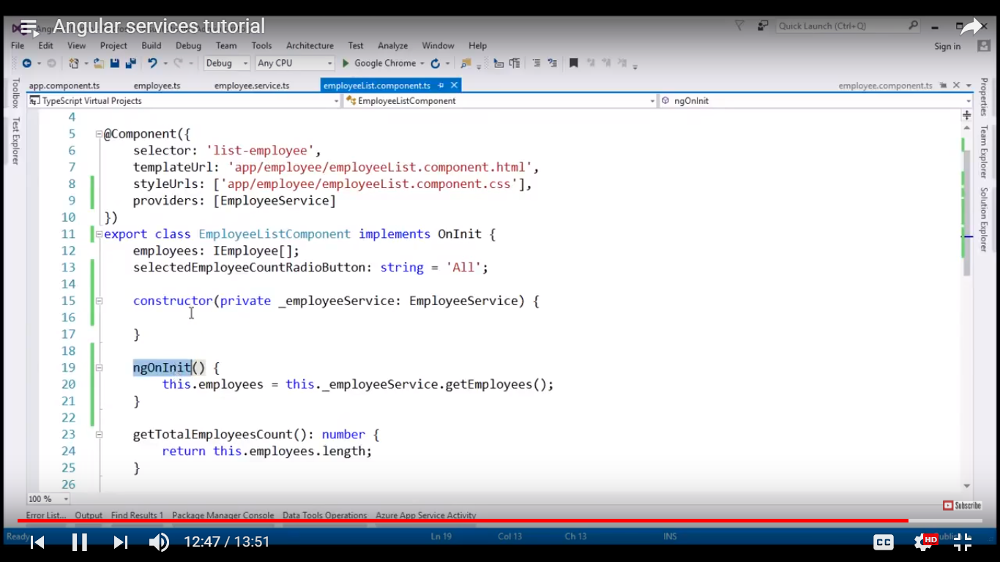 Angular services tutorial
Quick Launch (Ctrl+Q)
File Edit View Project Build Debug Team Tools Architecture Test Analyze Window Help
Sign in
Debug Any CPU Google Chrome
app.component.ts employee.ts employee.service.ts employeeList.component.ts employee.component.ts
TypeScript Virtual Projects EmployeeListComponent ngOnInit
Toolbox
Test Explorer
Properties
Team Explorer
Solution Explorer
4
5 @Component({
6 selector: 'list-employee',
7 templateUrl: 'app/employee/employeeList.component.html',
8 styleUrls: ['app/employee/employeeList.component.css'],
9 providers: [EmployeeService]
10 })
11 export class EmployeeListComponent implements OnInit {
12 employees: IEmployee[];
13 selectedEmployeeCountRadioButton: string = 'All';
14
15 constructor(private _employeeService: EmployeeService) {
16
17 }
18
19 ngOnInit() {
20 this.employees = this._employeeService.getEmployees();
21 }
22
23 getTotalEmployeesCount(): number {
24 return this.employees.length;
25 }
26
100 %
Subscribe
Error List... Output Find Results 1 Package Manager Console Data Tools Operations Azure App Service Activity
Ready Ln 19 Col 13 Ch 13 INS
12:47 / 13:51
CC HD